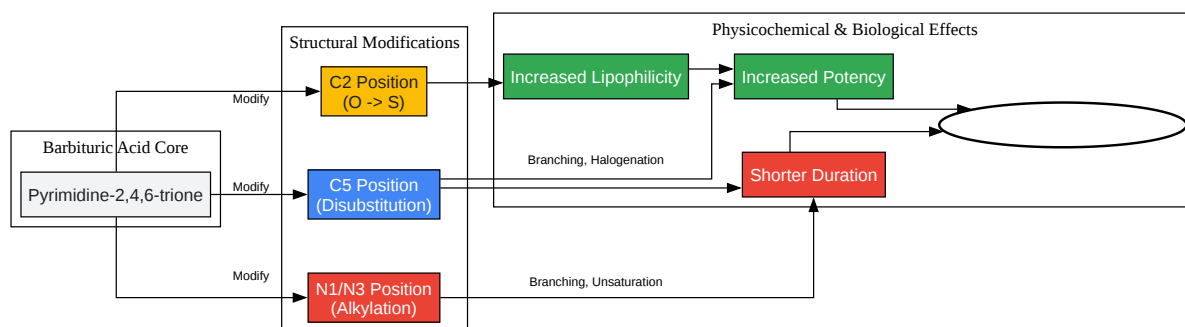 Physicochemical & Biological Effects
Structural Modifications
C2 Position
(O -> S)
Increased Lipophilicity
Increased Potency
Modify
Barbituric Acid Core
Pyrimidine-2,4,6-trione
Modify
C5 Position
(Disubstitution)
Branching, Halogenation
Shorter Duration
Modify
N1/N3 Position
(Alkylation)
Branching, Unsaturation